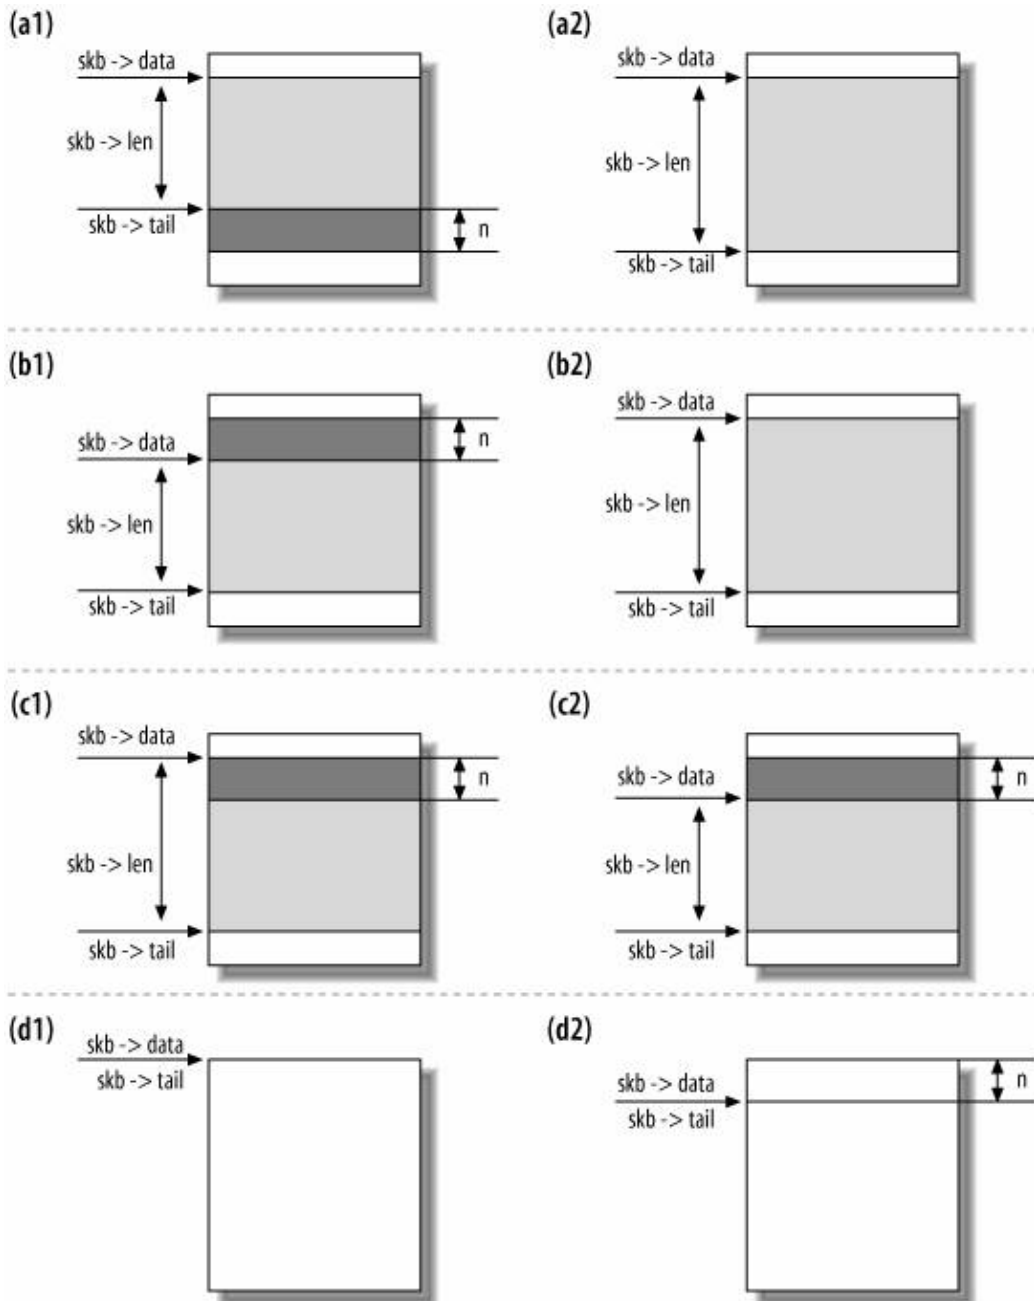 (a1)
skb -> data
skb -> len
skb -> tail
n
(a2)
skb -> data
skb -> len
skb -> tail
(b1)
n
skb -> data
skb -> len
skb -> tail
(b2)
skb -> data
skb -> len
skb -> tail
(c1)
skb -> data
n
skb -> len
skb -> tail
(c2)
n
skb -> data
skb -> len
skb -> tail
(d1)
skb -> data
skb -> tail
(d2)
n
skb -> data
skb -> tail